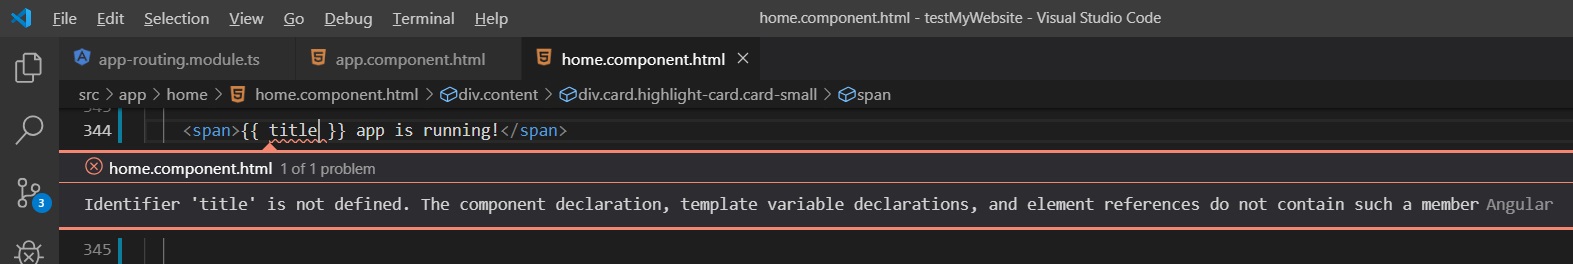 File Edit Selection View Go Debug Terminal Help home.component.html - testMyWebsite - Visual Studio Code
app-routing.module.ts app.component.html home.component.html
src > app > home > home.component.html > div.content > div.card.highlight-card.card-small > span
344 <span>{{ title }} app is running!</span>
home.component.html 1 of 1 problem
3
Identifier 'title' is not defined. The component declaration, template variable declarations, and element references do not contain such a member Angular
345